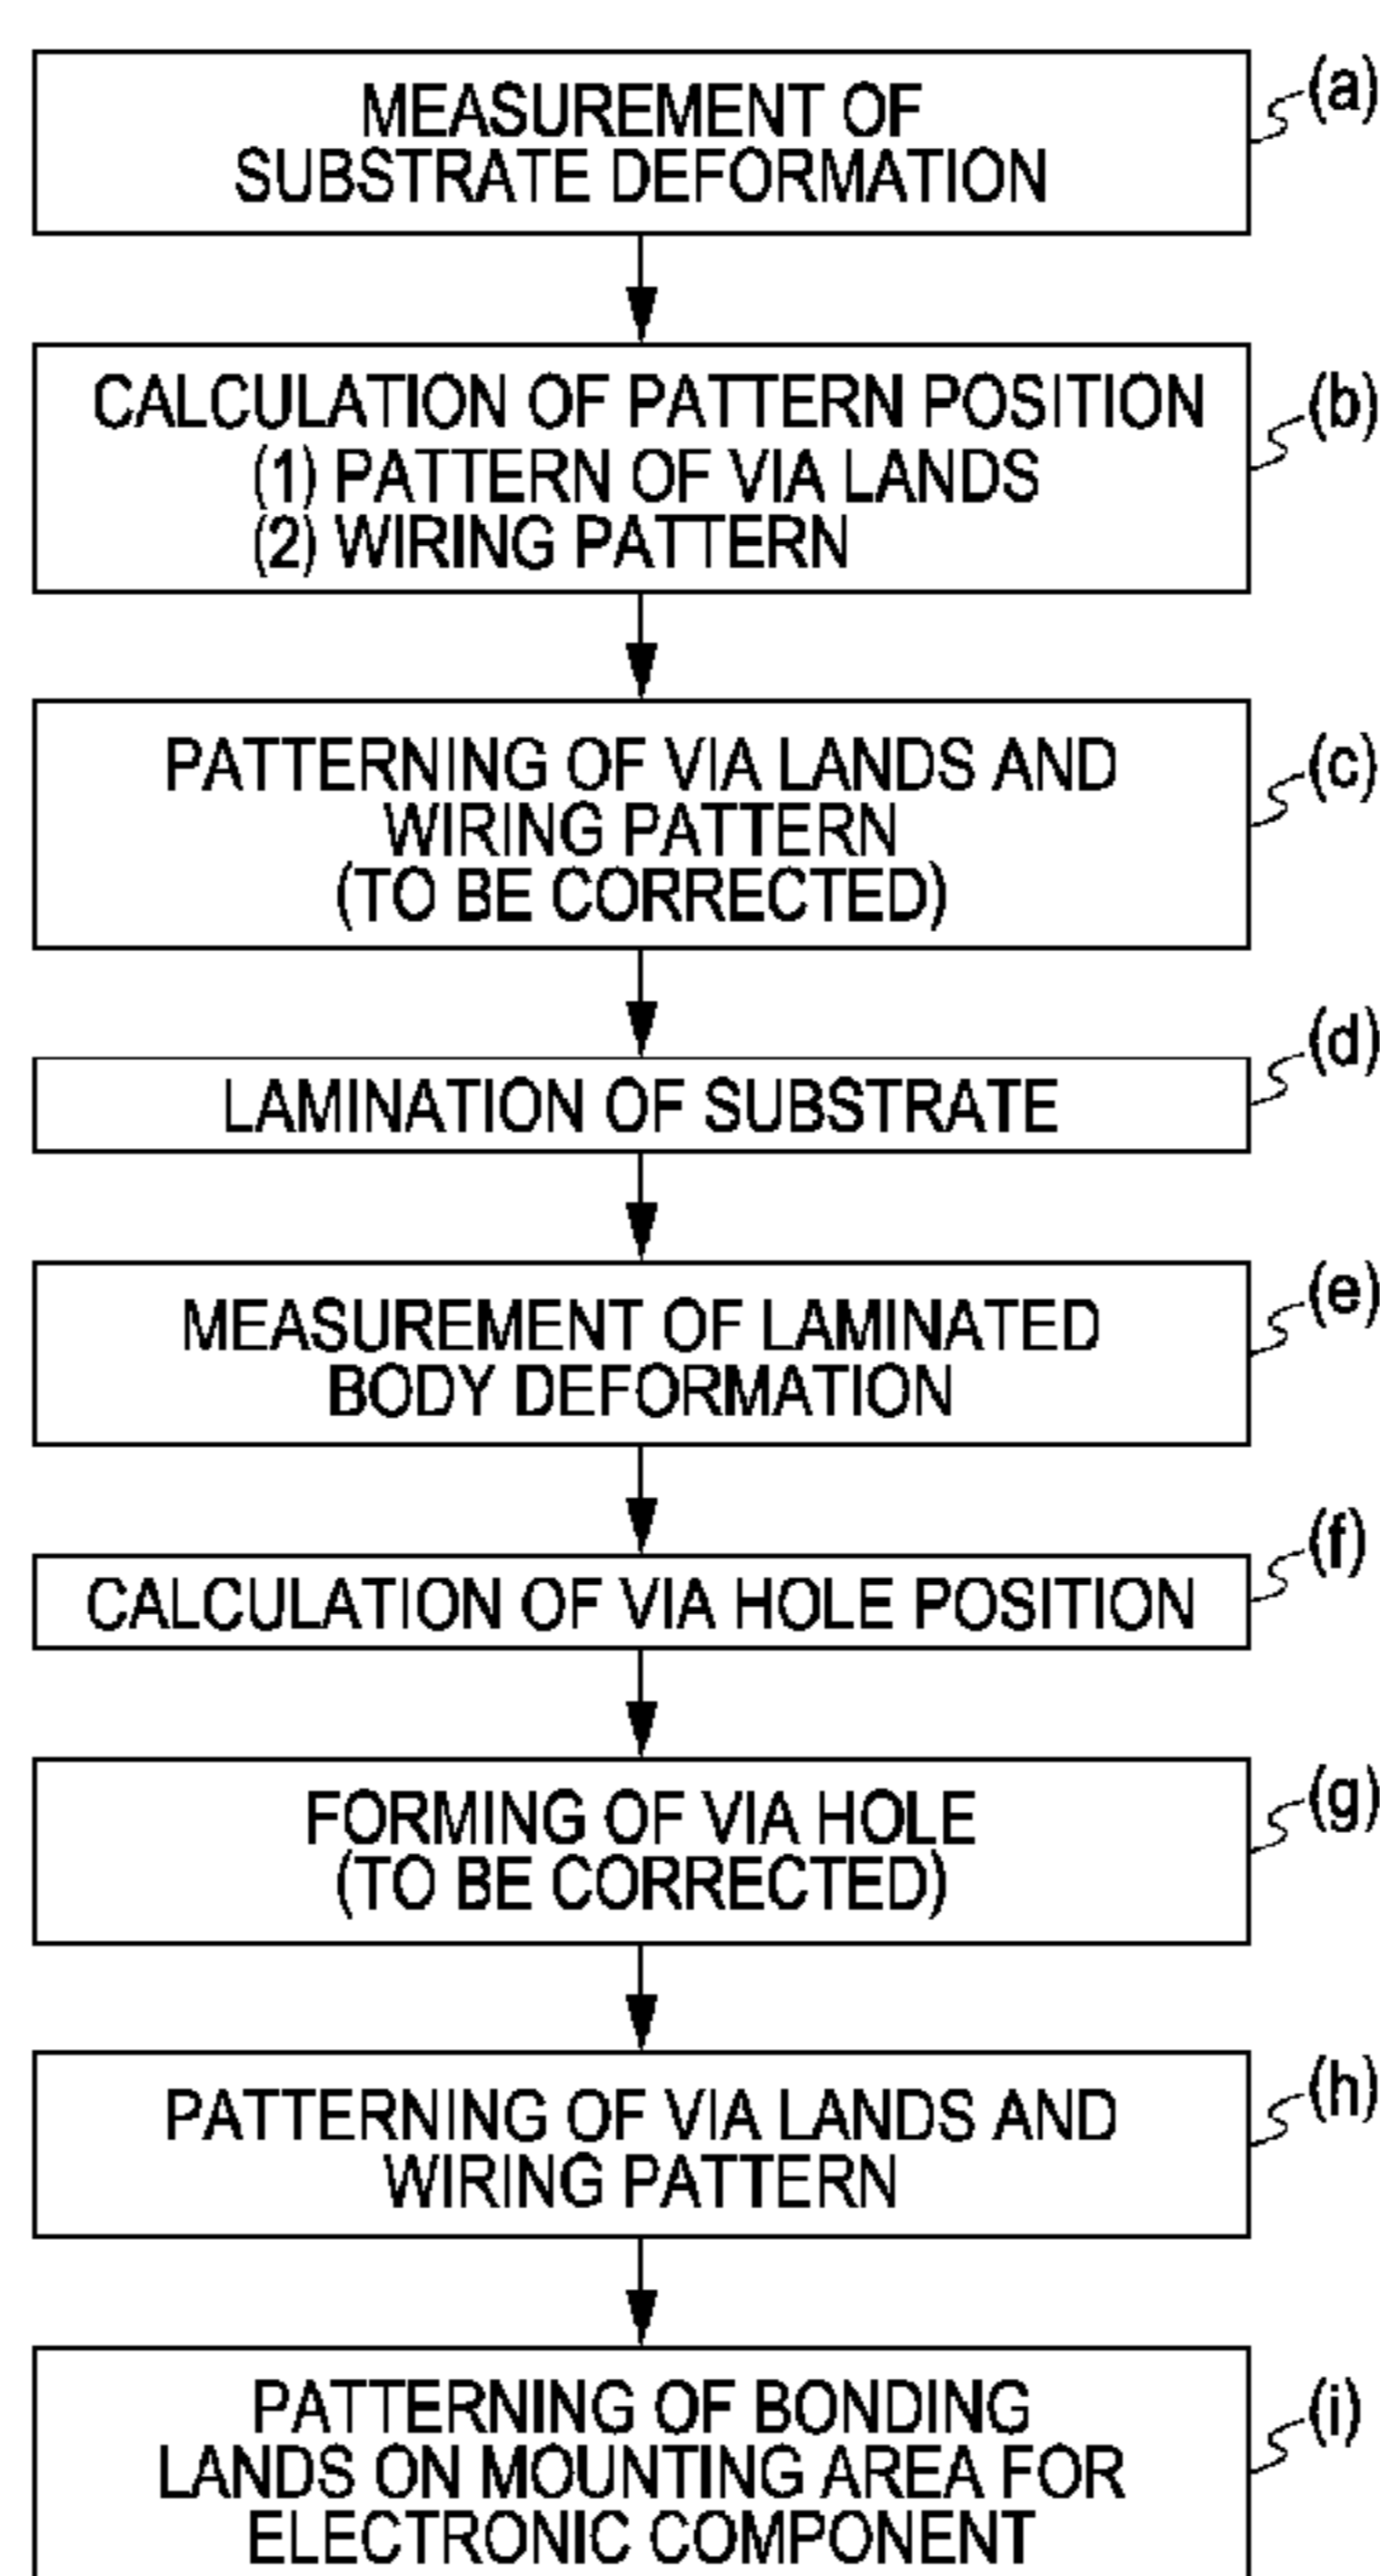 MEASUREMENT OF
SUBSTRATE DEFORMATION
(a)
CALCULATION OF PATTERN POSITION
(1) PATTERN OF VIA LANDS
(2) WIRING PATTERN
(b)
PATTERNING OF VIA LANDS AND
WIRING PATTERN
(TO BE CORRECTED)
(c)
LAMINATION OF SUBSTRATE
(d)
MEASUREMENT OF LAMINATED
BODY DEFORMATION
(e)
CALCULATION OF VIA HOLE POSITION
(f)
FORMING OF VIA HOLE
(TO BE CORRECTED)
(g)
PATTERNING OF VIA LANDS AND
WIRING PATTERN
(h)
PATTERNING OF BONDING
LANDS ON MOUNTING AREA FOR
ELECTRONIC COMPONENT
(i)